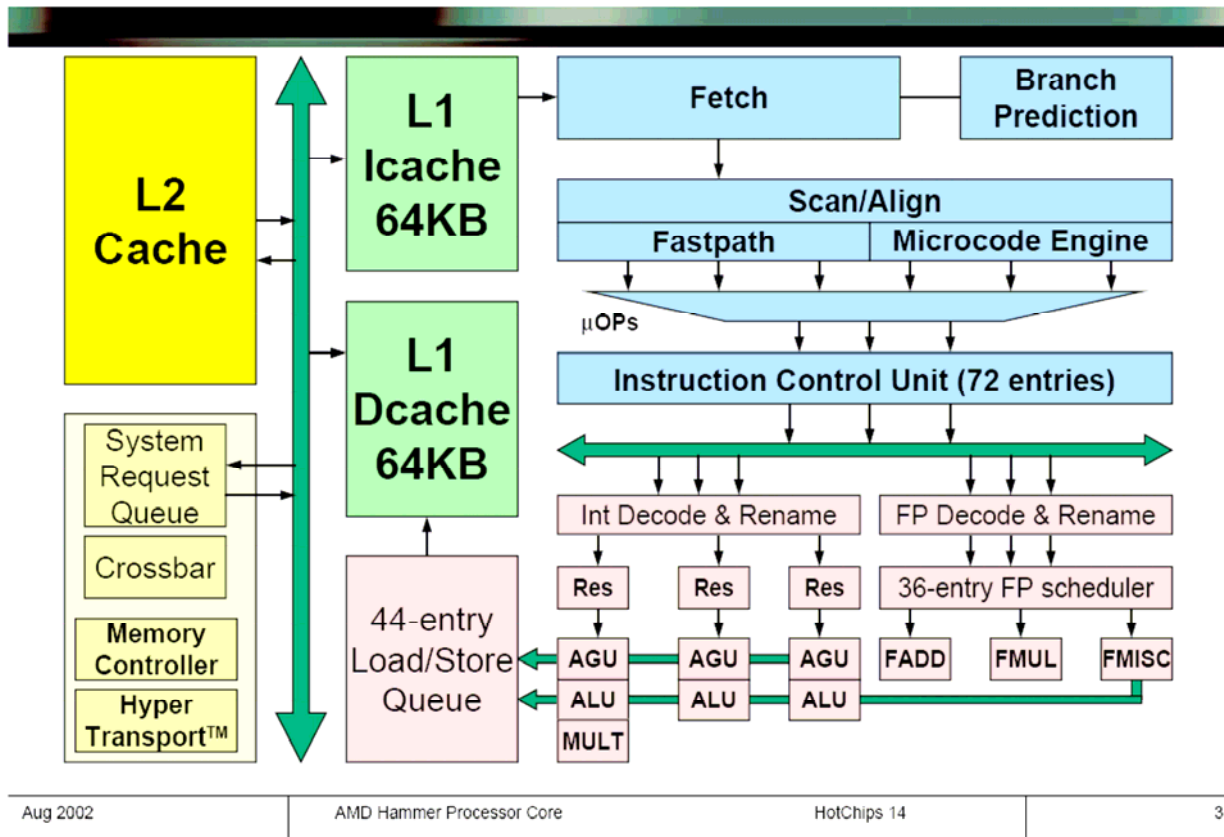 L2
Cache
System
Request
Queue
Crossbar
Memory
Controller
Hyper
Transport™
L1
Icache
64KB
L1
Dcache
64KB
44-entry
Load/Store
Queue
Fetch
Branch
Prediction
Scan/Align
Fastpath
Microcode Engine
µOPs
Instruction Control Unit (72 entries)
Int Decode & Rename
FP Decode & Rename
Res
Res
Res
36-entry FP scheduler
AGU
AGU
AGU
FADD
FMUL
FMISC
ALU
ALU
ALU
MULT
Aug 2002
AMD Hammer Processor Core
HotChips 14
3